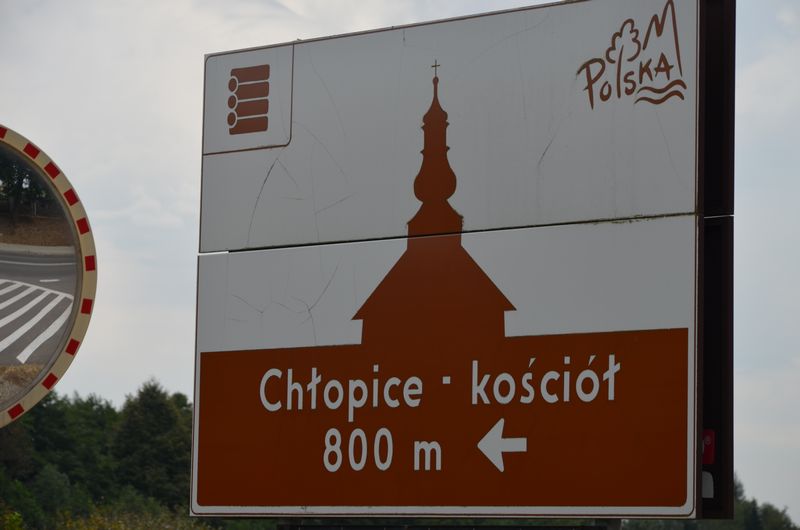 PolsKA
Chłopice - kościół
800 m